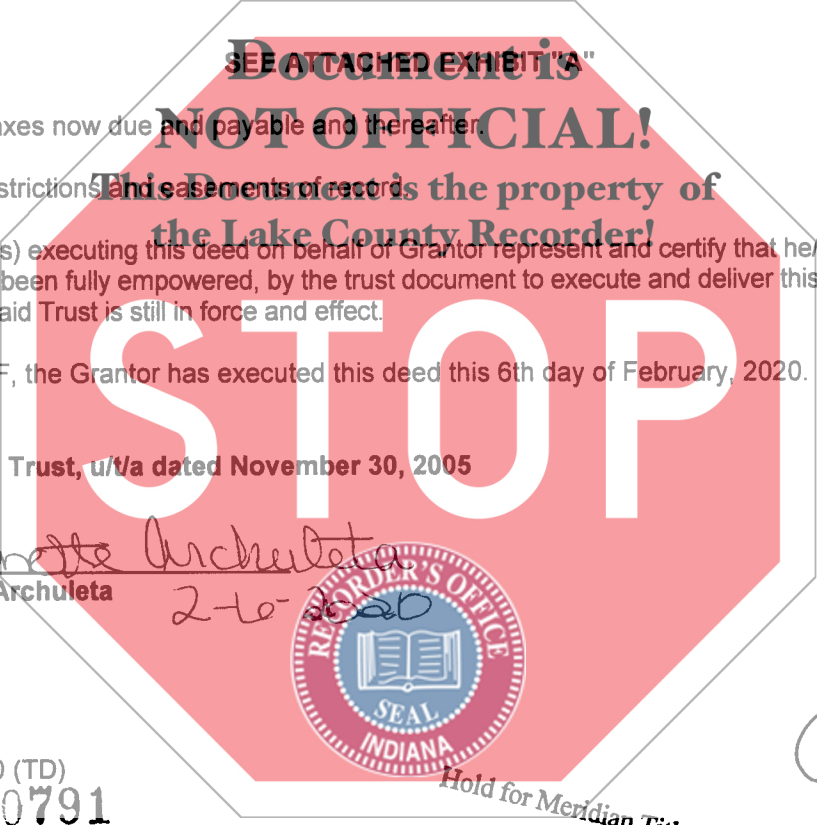 Document is
SEE ATTACHED EXHIBIT "A"
NOT OFFICIAL!
axes now due and payable and thereafter.
This Document is the property of
strictions and easements of record.
the Lake County Recorder!
s) executing this deed on behalf of Grantor represent and certify that he/
been fully empowered, by the trust document to execute and deliver this
aid Trust is still in force and effect.
STOP
F, the Grantor has executed this deed this 6th day of February, 2020.
Trust, u/t/a dated November 30, 2005
nette Archuleta
Archuleta
2-6-2020
RECORDER'S OFFICE
SEAL
INDIANA
0 (TD)
0791
Hold for Meridian Titl